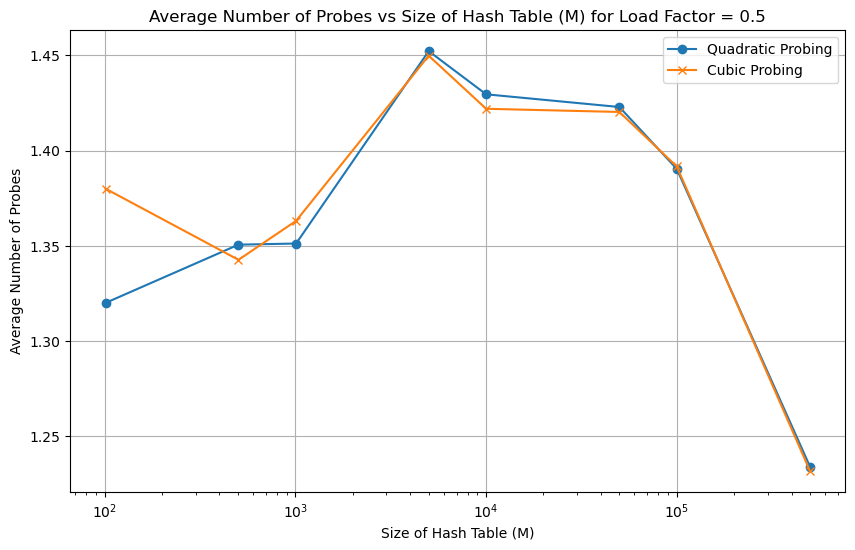 Average Number of Probes vs Size of Hash Table (M) for Load Factor = 0.5
Quadratic Probing
Cubic Probing
Average Number of Probes
1.45
1.40
1.35
1.30
1.25
10²
10³
10⁴
10⁵
Size of Hash Table (M)